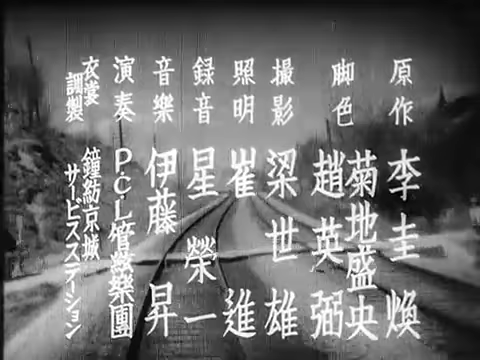 原作 李圭煥
脚色 菊地盛央
趙英弼
撮影 梁世雄
照明 崔進
録音 星榮一
音樂 伊藤昇
演奏 P.C.L管絃樂團
衣裳調製 鐘紡京城サービスステーション